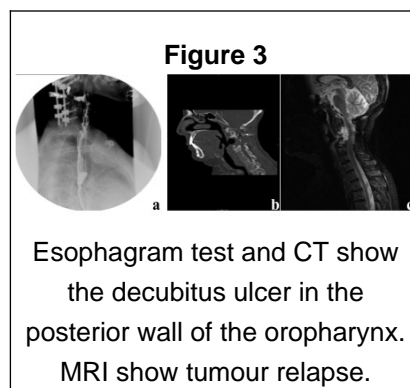 Figure 3
a
b
c
Esophagram test and CT show
the decubitus ulcer in the
posterior wall of the oropharynx.
MRI show tumour relapse.